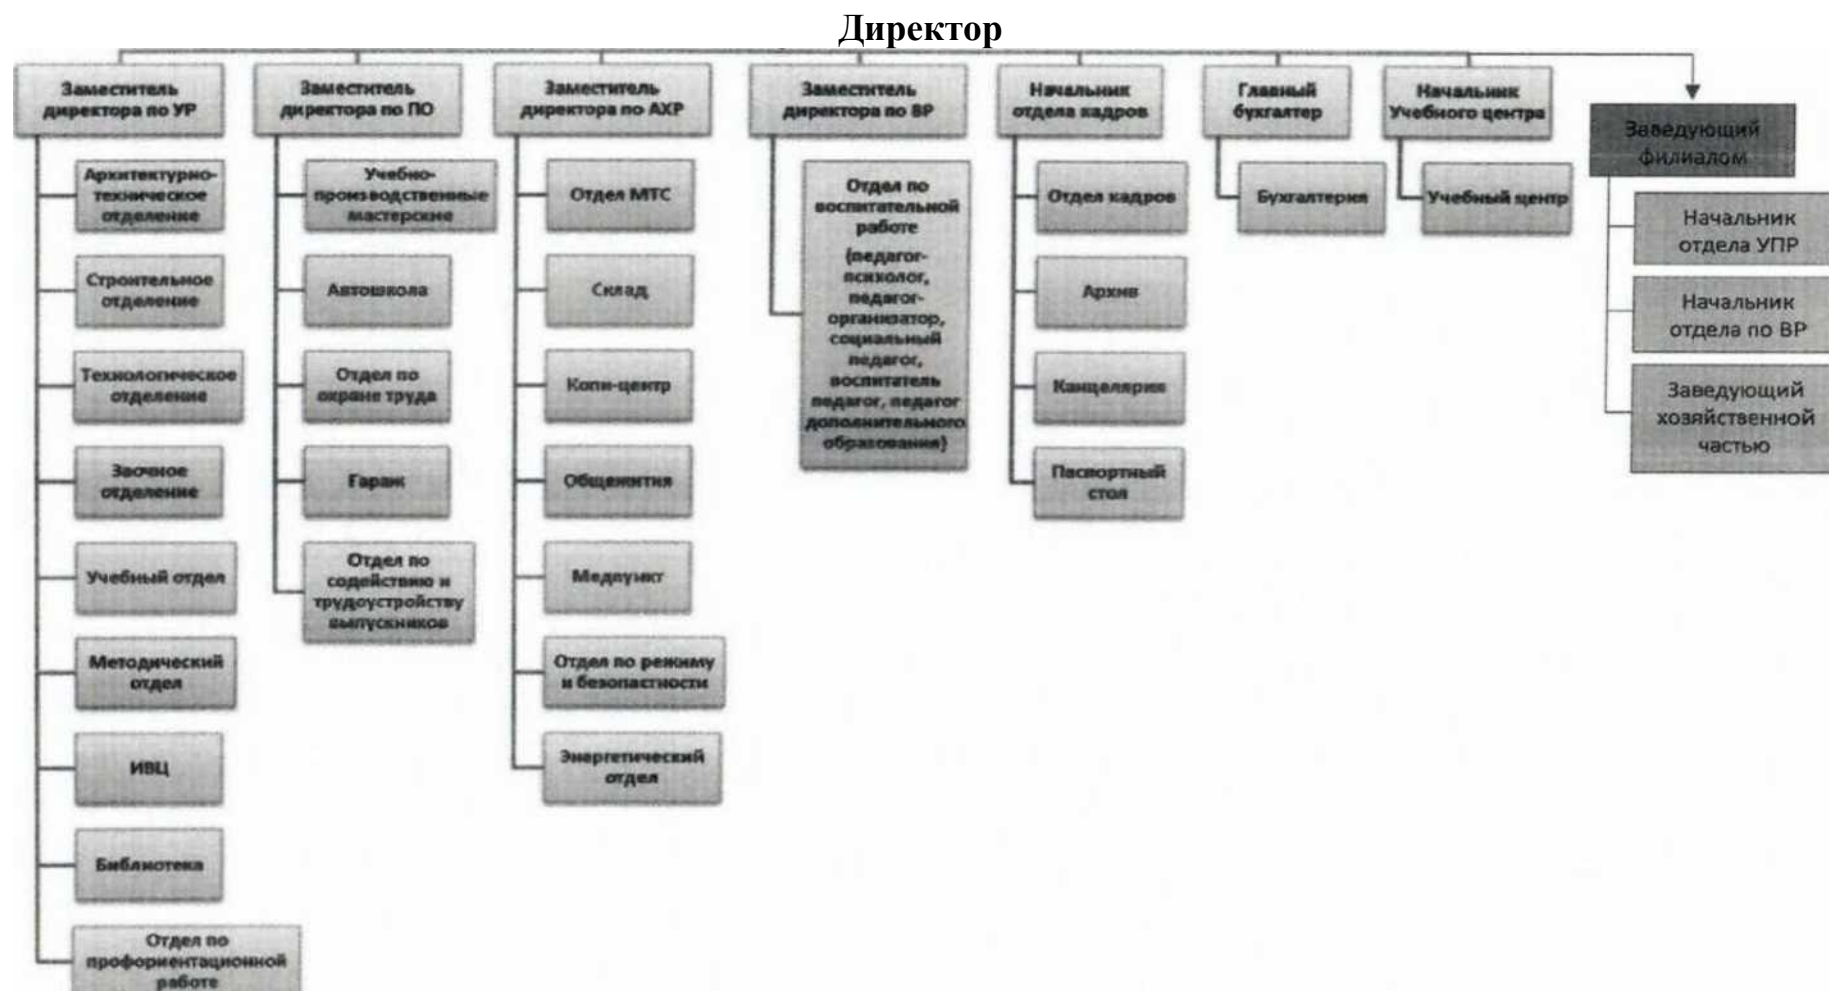 Директор
Заместитель
директора по УР
Архитектурно-
техническое
отделение
Строительное
отделение
Технологическое
отделение
Заочное
отделение
Учебный отдел
Методический
отдел
ИВЦ
Библиотека
Отдел по
профориентационной
работе
Заместитель
директора по ПО
Учебно-
производственные
мастерские
Автошкола
Отдел по
охране труда
Гараж
Отдел по
содействию и
трудоустройству
выпускников
Заместитель
директора по АХР
Отдел МТС
Склад
Копи-центр
Общежития
Медпункт
Отдел по режиму
и безопастности
Энергетический
отдел
Заместитель
директора по ВР
Отдел по
воспитательной
работе
(педагог-
психолог,
педагог-
организатор,
социальный
педагог,
воспитатель
педагог, педагог
дополнительного
образования)
Начальник
отдела кадров
Отдел кадров
Архив
Канцелярия
Паспортный
стол
Главный
бухгалтер
Бухгалтерия
Начальник
Учебного центра
Учебный центр
Заведующий
филиалом
Начальник
отдела УПР
Начальник
отдела по ВР
Заведующий
хозяйственной
частью